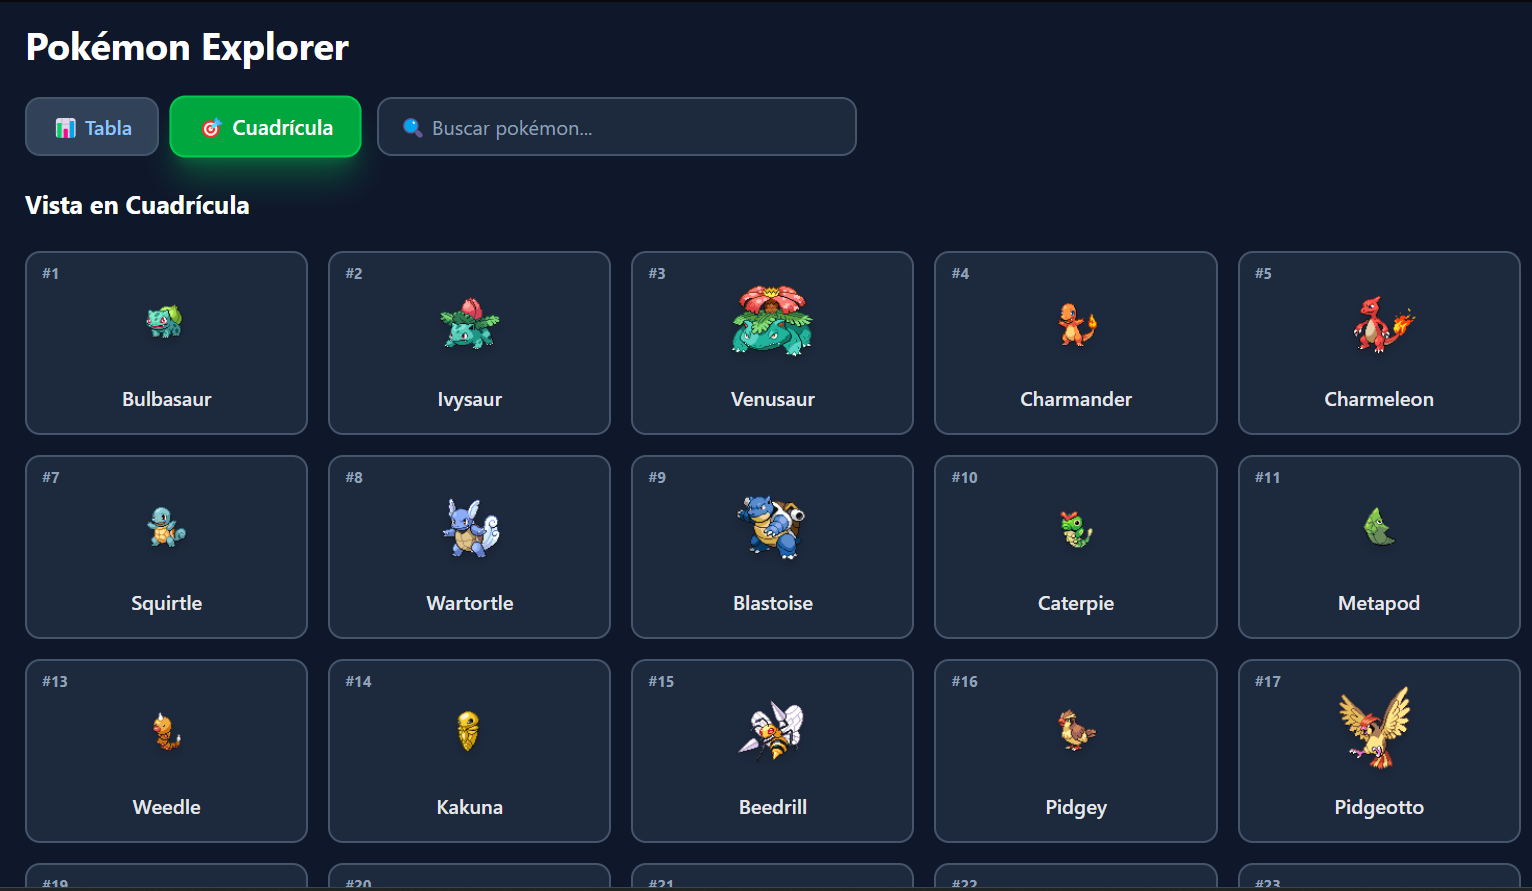 Pokémon Explorer
📊 Tabla
🎯 Cuadrícula
🔍 Buscar pokémon...
Vista en Cuadrícula
#1
#2
#3
#4
#5
Bulbasaur
Ivysaur
Venusaur
Charmander
Charmeleon
#7
#8
#9
#10
#11
Squirtle
Wartortle
Blastoise
Caterpie
Metapod
#13
#14
#15
#16
#17
Weedle
Kakuna
Beedrill
Pidgey
Pidgeotto
#19
#20
#21
#22
#23